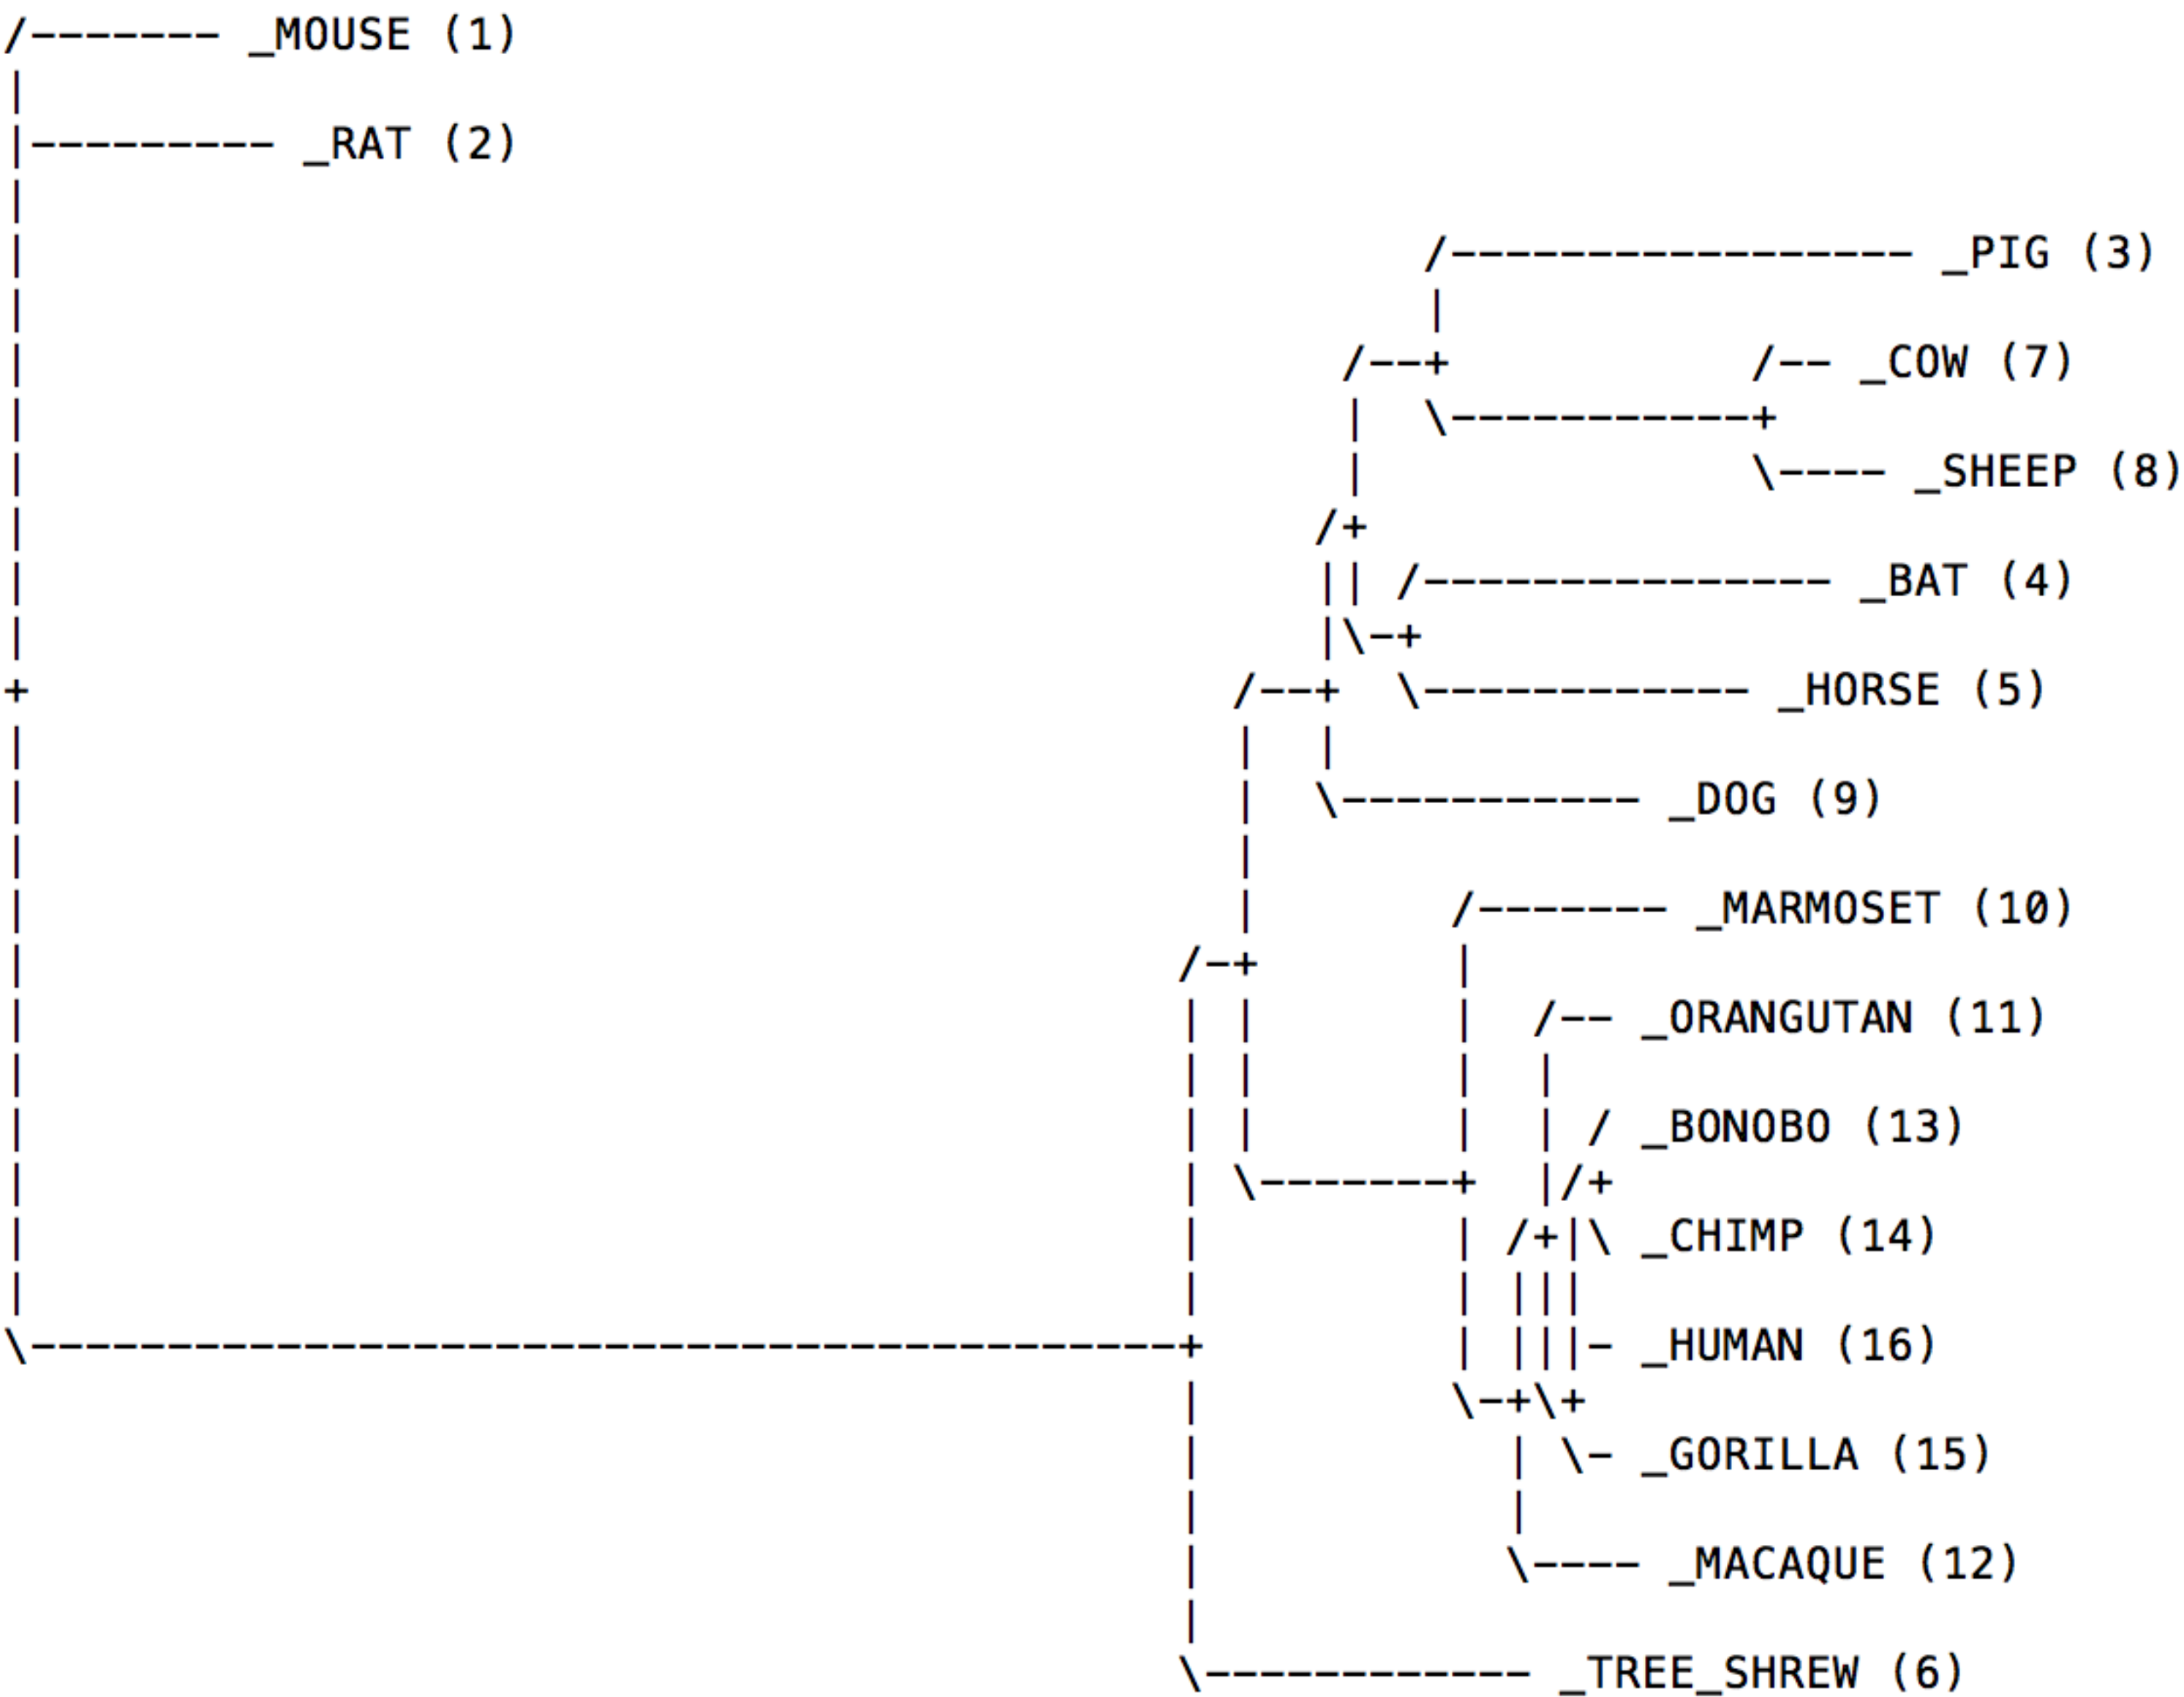 /------- _MOUSE (1)
|
|--------- _RAT (2)
|
|                                                    /----------------- _PIG (3)
|                                                    |
|                                                 /--+           /-- _COW (7)
|                                                 |  \-----------+
|                                                 |              \---- _SHEEP (8)
|                                                /+
|                                                || /--------------- _BAT (4)
|                                                |\-+
+                                             /--+  \------------ _HORSE (5)
|                                             |  |
|                                             |  \----------- _DOG (9)
|                                             |
|                                             |       /------- _MARMOSET (10)
|                                           /-+       |
|                                           | |       |  /-- _ORANGUTAN (11)
|                                           | |       |  |
|                                           | |       |  | / _BONOBO (13)
|                                           | \-------+  |/+
|                                           |         | /+|\ _CHIMP (14)
|                                           |         | |||
\-------------------------------------------+         | |||- _HUMAN (16)
                                            |         \-+\+
                                            |           | \- _GORILLA (15)
                                            |           |
                                            |           \---- _MACAQUE (12)
                                            |
                                            \------------ _TREE_SHREW (6)